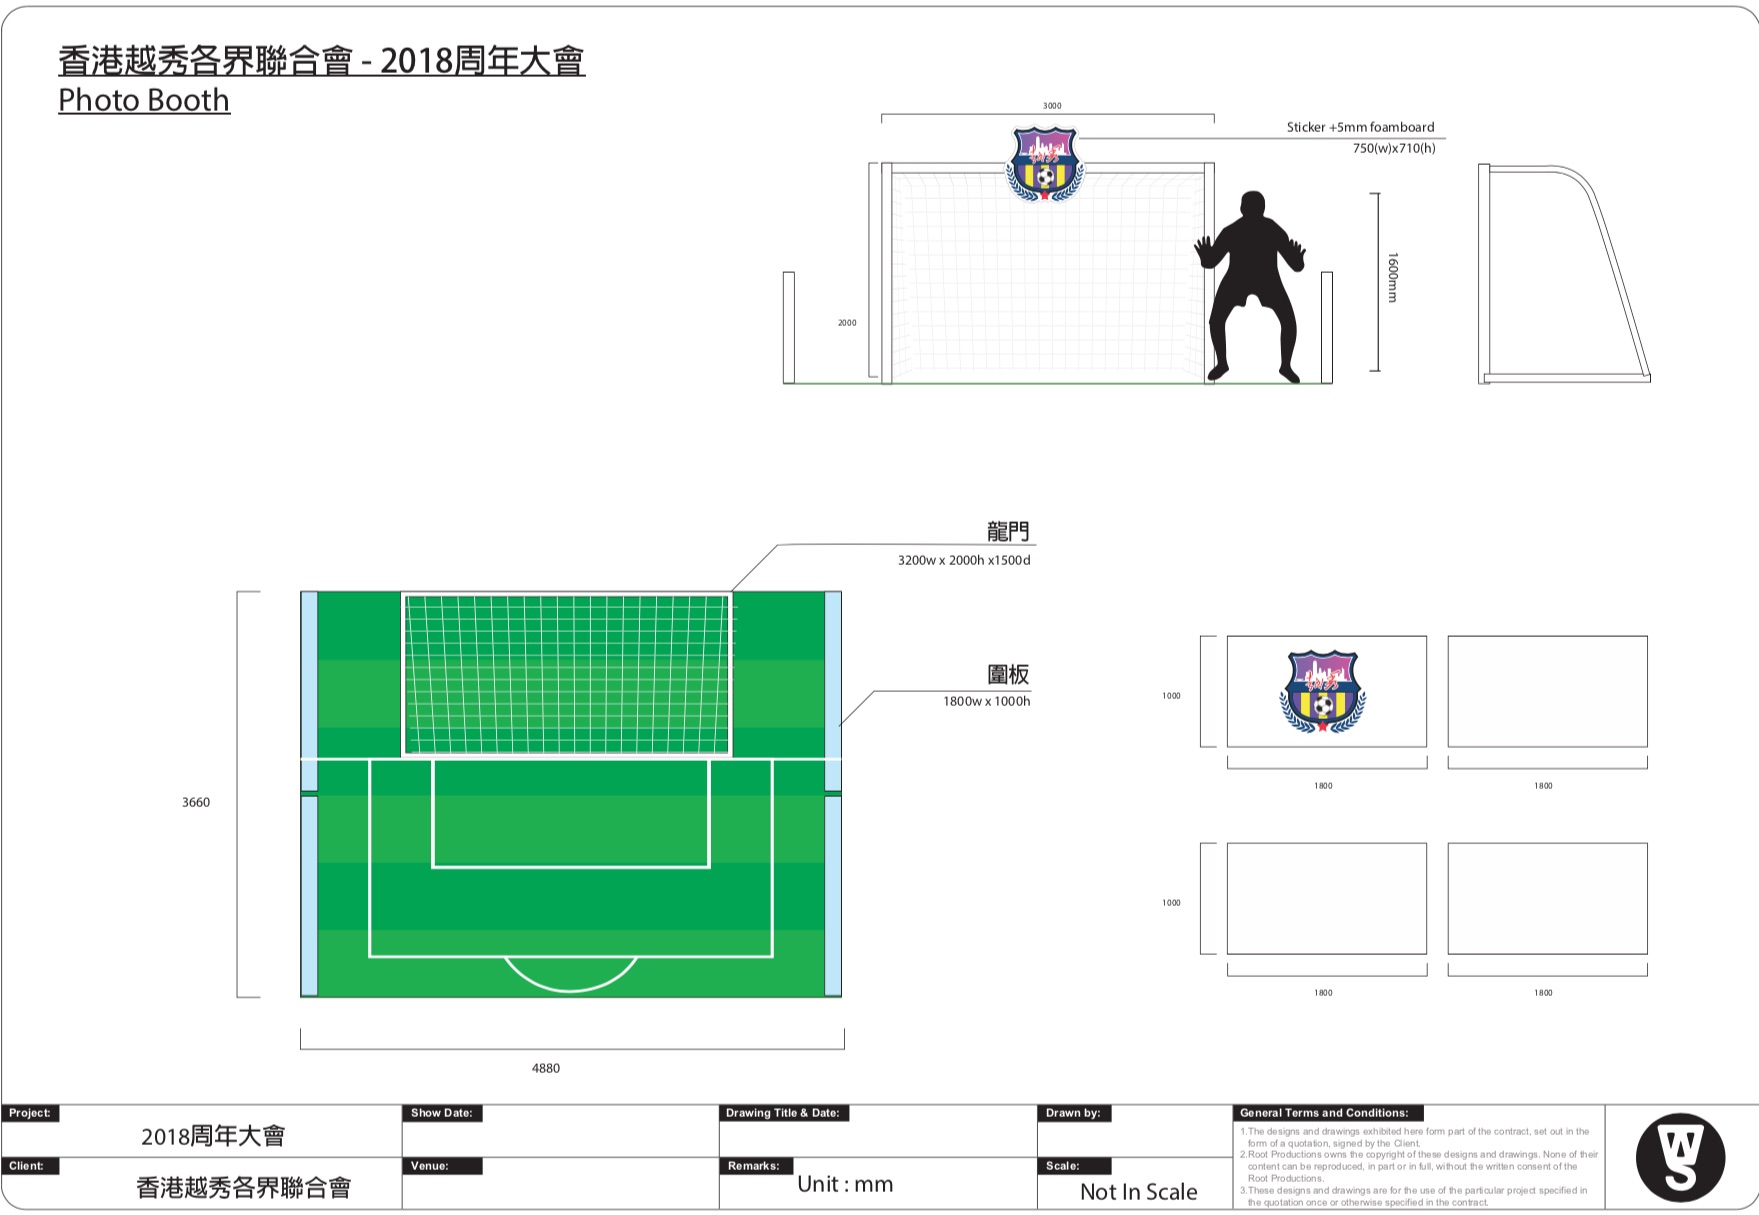 香港越秀各界聯合會 - 2018周年大會
Photo Booth
3000
Sticker +5mm foamboard
750(w)x710(h)
越秀
2000
1600mm
龍門
3200w x 2000h x1500d
圍板
1800w x 1000h
3660
4880
1000
越秀
1800
1800
1000
1800
1800
Project:
2018周年大會
Client:
香港越秀各界聯合會
Show Date:
Venue:
Drawing Title & Date:
Remarks:
Unit : mm
Drawn by:
Scale:
Not In Scale
General Terms and Conditions:
1.The designs and drawings exhibited here form part of the contract, set out in the
form of a quotation, signed by the Client.
2.Root Productions owns the copyright of these designs and drawings. None of their
content can be reproduced, in part or in full, without the written consent of the
Root Productions.
3.These designs and drawings are for the use of the particular project specified in
the quotation once or otherwise specified in the contract.
WS